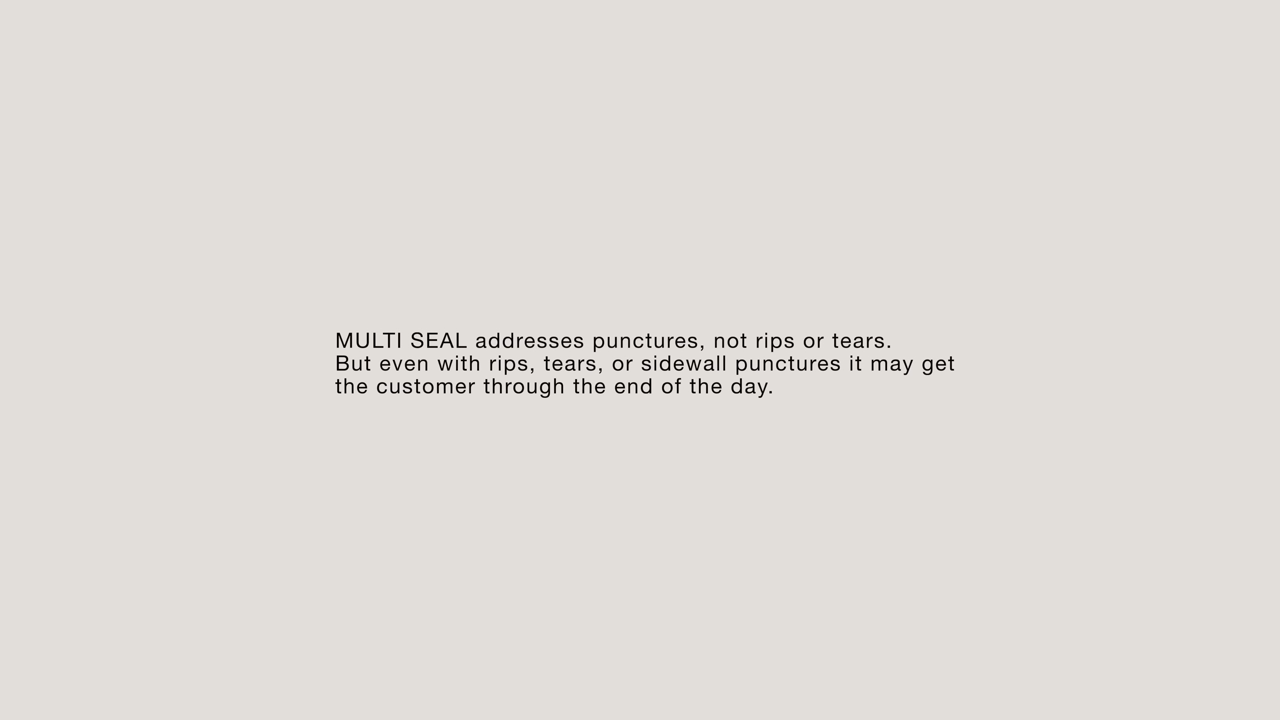 MULTI SEAL addresses punctures, not rips or tears.
But even with rips, tears, or sidewall punctures it may get
the customer through the end of the day.